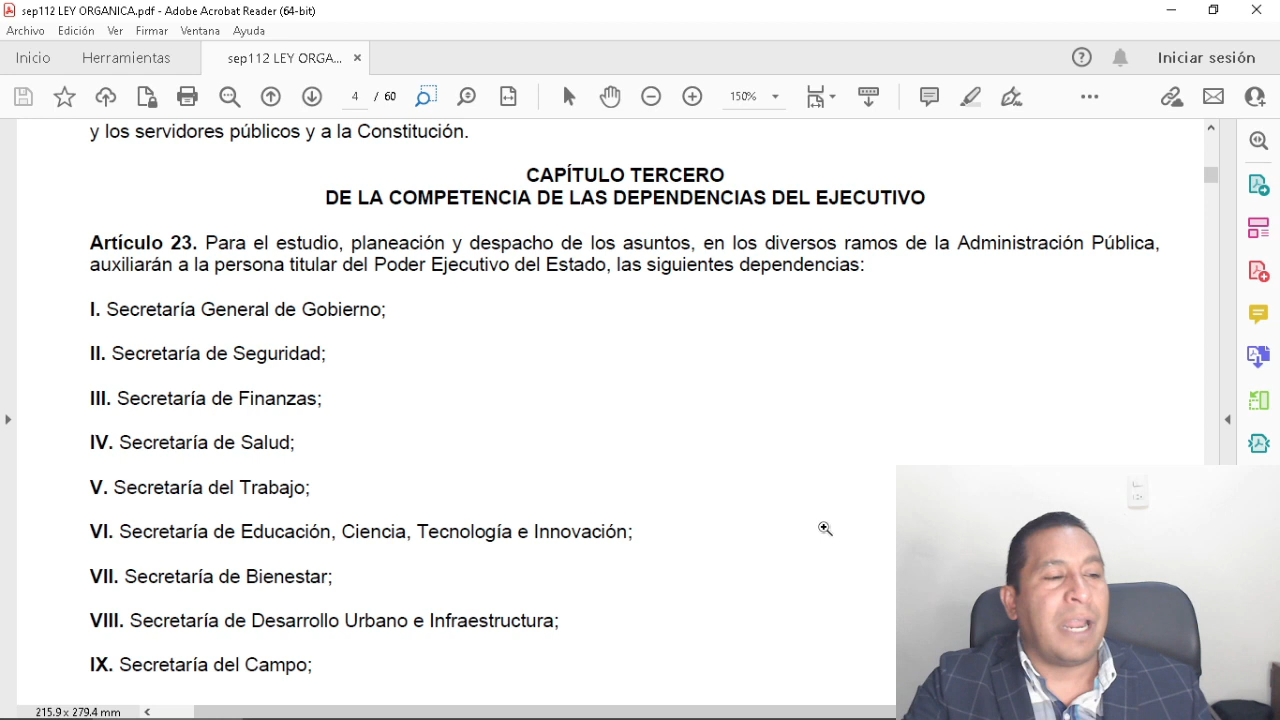 sep112 LEY ORGANICA.pdf - Adobe Acrobat Reader (64-bit)
Archivo Edición Ver Firmar Ventana Ayuda
Inicio Herramientas sep112 LEY ORGA... × Iniciar sesión
4 / 60 150%
y los servidores públicos y a la Constitución.
CAPÍTULO TERCERO
DE LA COMPETENCIA DE LAS DEPENDENCIAS DEL EJECUTIVO
Artículo 23. Para el estudio, planeación y despacho de los asuntos, en los diversos ramos de la Administración Pública,
auxiliarán a la persona titular del Poder Ejecutivo del Estado, las siguientes dependencias:
I. Secretaría General de Gobierno;
II. Secretaría de Seguridad;
III. Secretaría de Finanzas;
IV. Secretaría de Salud;
V. Secretaría del Trabajo;
VI. Secretaría de Educación, Ciencia, Tecnología e Innovación;
VII. Secretaría de Bienestar;
VIII. Secretaría de Desarrollo Urbano e Infraestructura;
IX. Secretaría del Campo;
215.9 x 279.4 mm